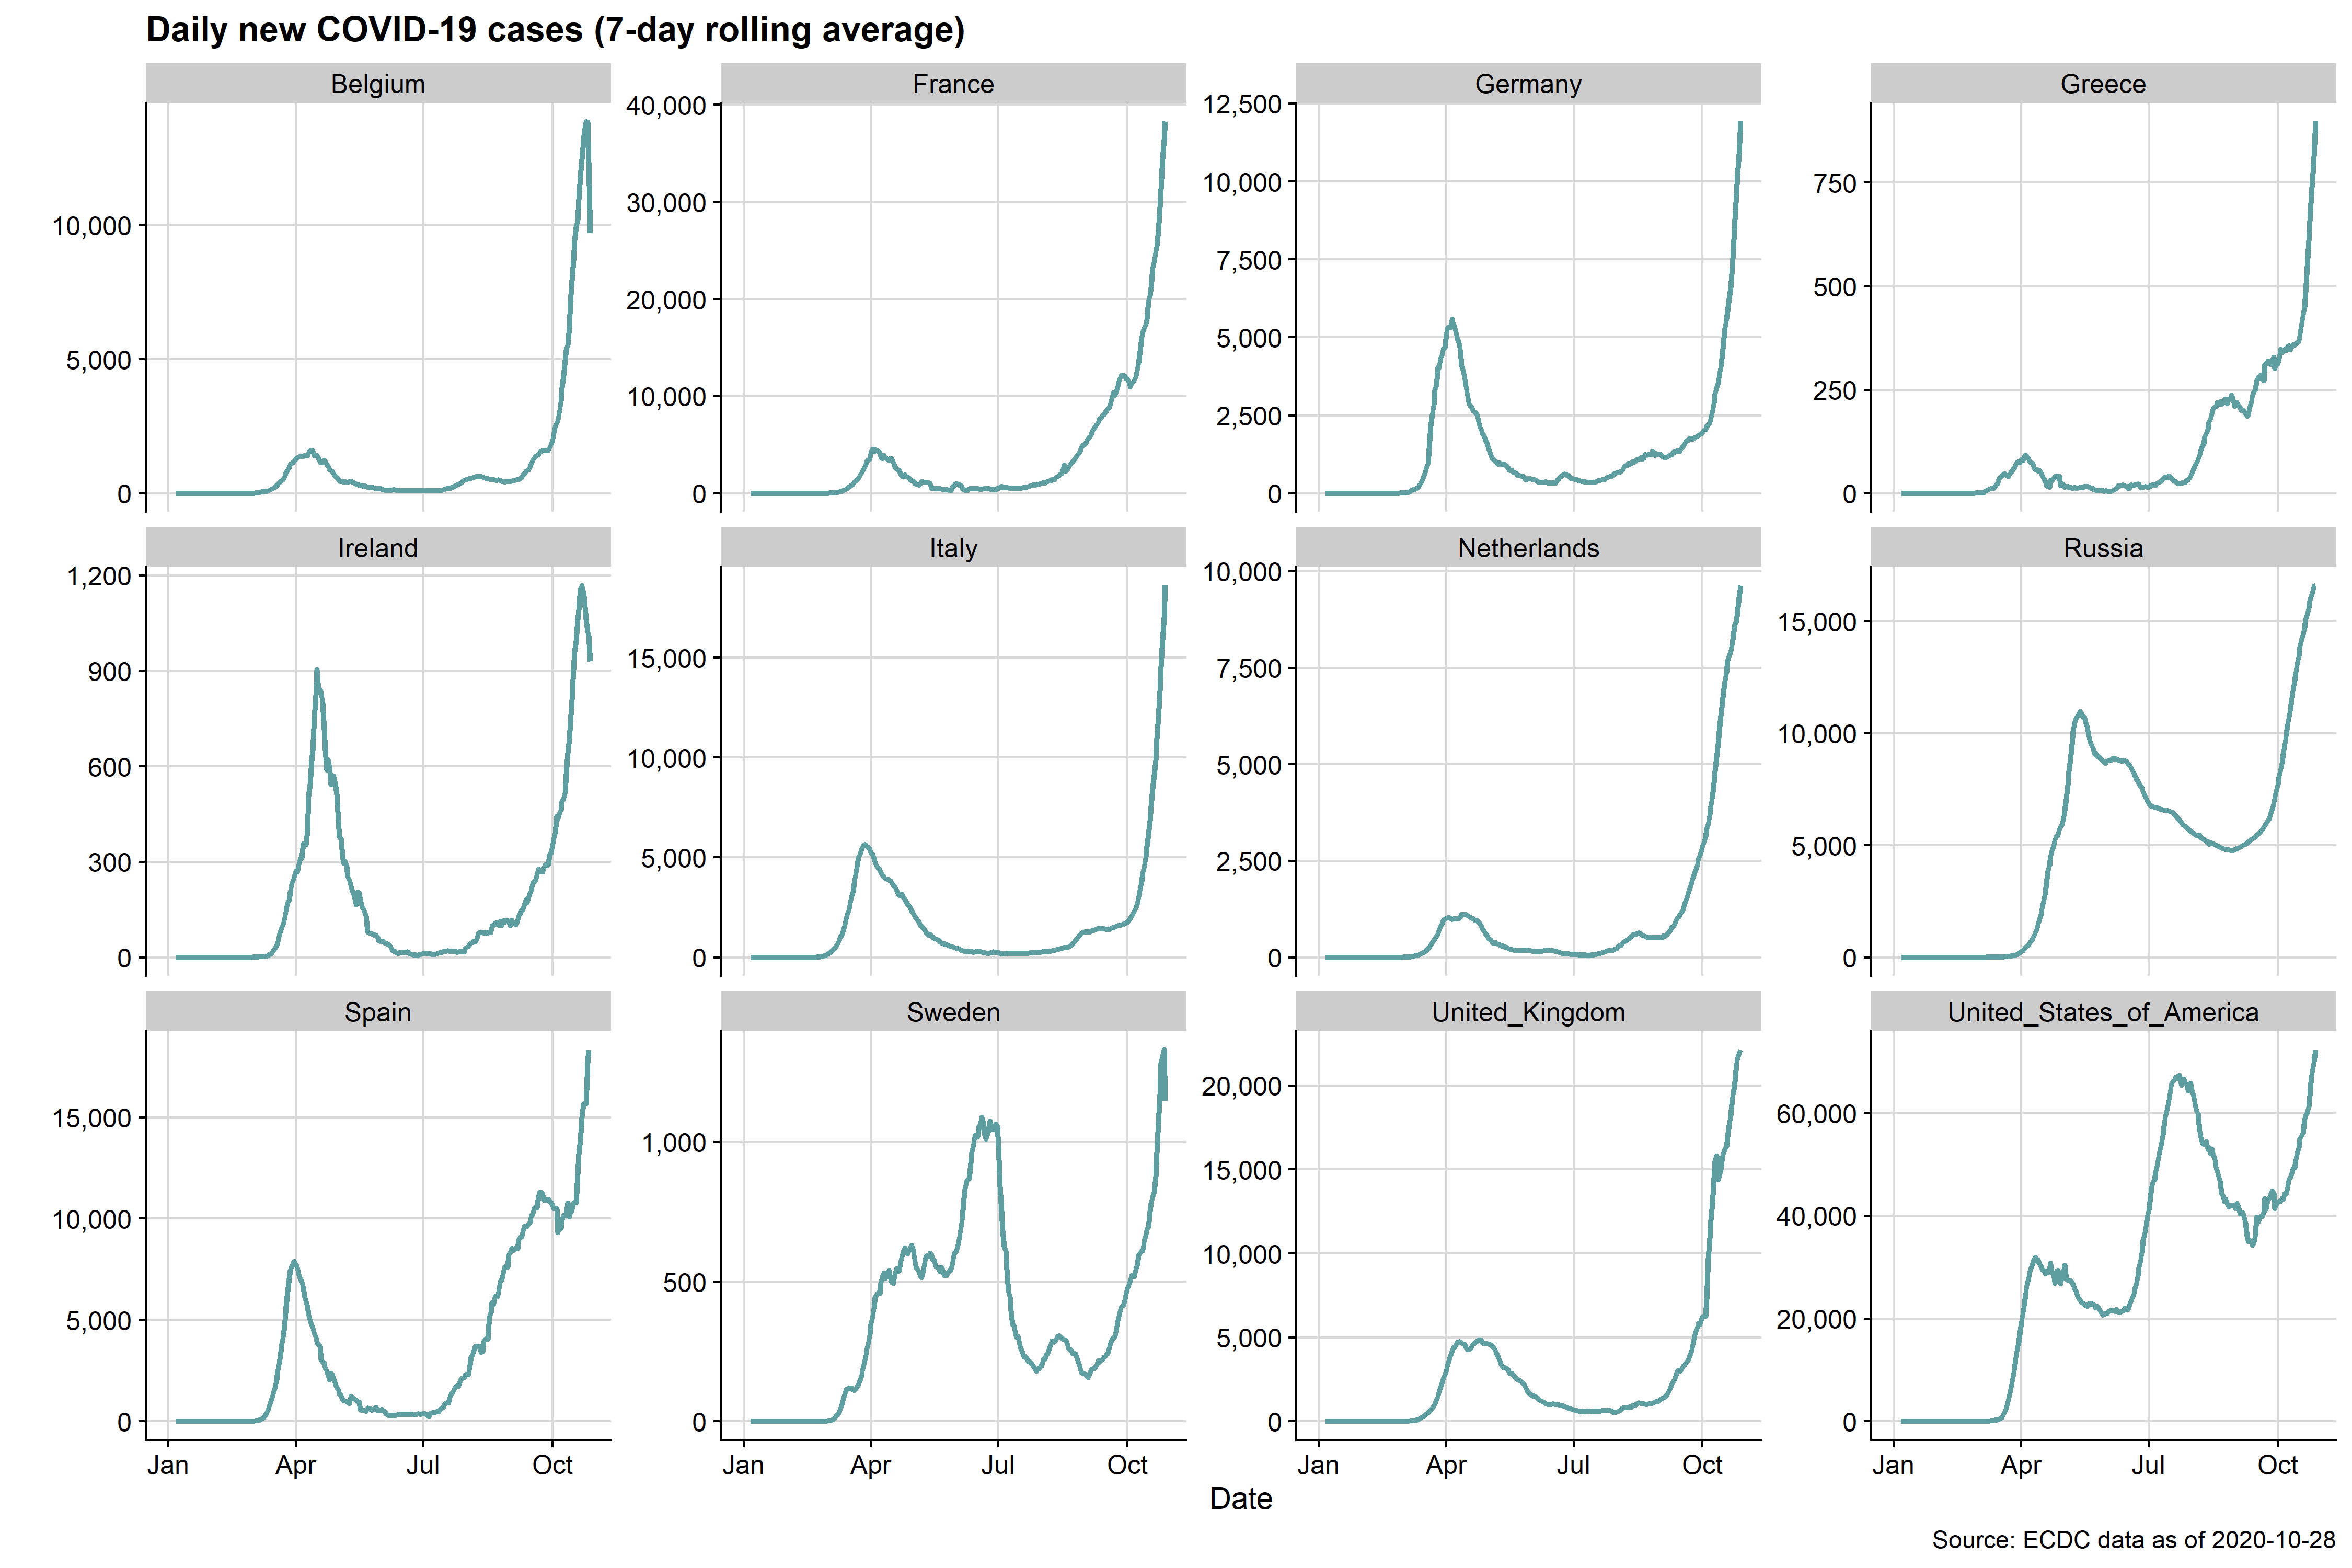 Daily new COVID-19 cases (7-day rolling average)
Belgium
10,000
5,000
0
France
40,000
30,000
20,000
10,000
0
Germany
12,500
10,000
7,500
5,000
2,500
0
Greece
750
500
250
0
Ireland
1,200
900
600
300
0
Italy
15,000
10,000
5,000
0
Netherlands
10,000
7,500
5,000
2,500
0
Russia
15,000
10,000
5,000
0
Spain
15,000
10,000
5,000
0
Jan Apr Jul Oct
Sweden
1,000
500
0
Jan Apr Jul Oct
United_Kingdom
20,000
15,000
10,000
5,000
0
Jan Apr Jul Oct
United_States_of_America
60,000
40,000
20,000
0
Jan Apr Jul Oct
Date
Source: ECDC data as of 2020-10-28